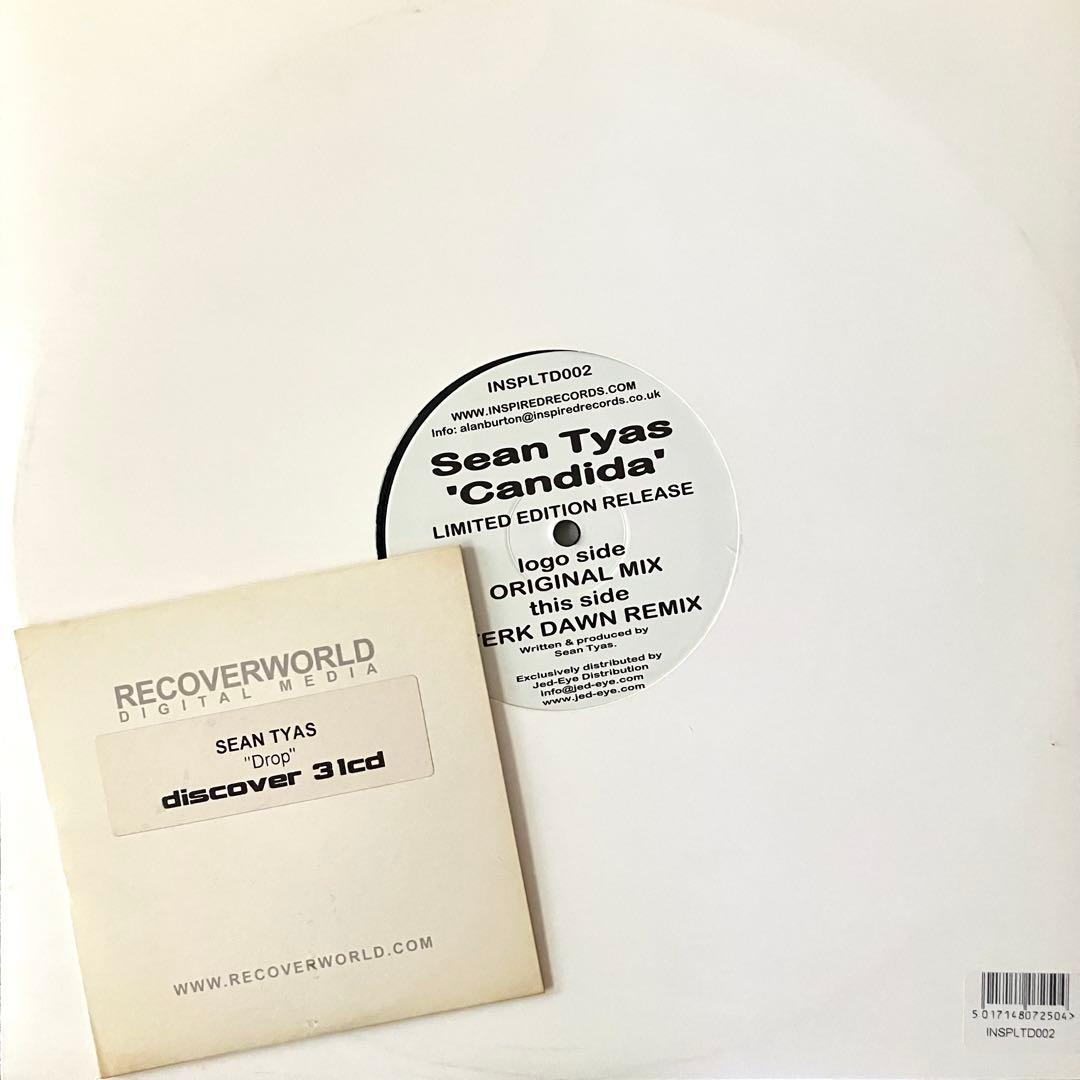 INSPLTD002
WWW.INSPIREDRECORDS.COM
Info: alanburton@inspiredrecords.co.uk
Sean Tyas
'Candida'
LIMITED EDITION RELEASE
logo side
ORIGINAL MIX
this side
DAWN REMIX
Written & produced by
Sean Tyas.
Exclusively distributed by
Jed-Eye Distribution
info@jed-eye.com
www.jed-eye.com
RECOVERWORLD
DIGITAL MEDIA
SEAN TYAS
"Drop"
discover 31cd
WWW.RECOVERWORLD.COM
5017148072504>
INSPLTD002